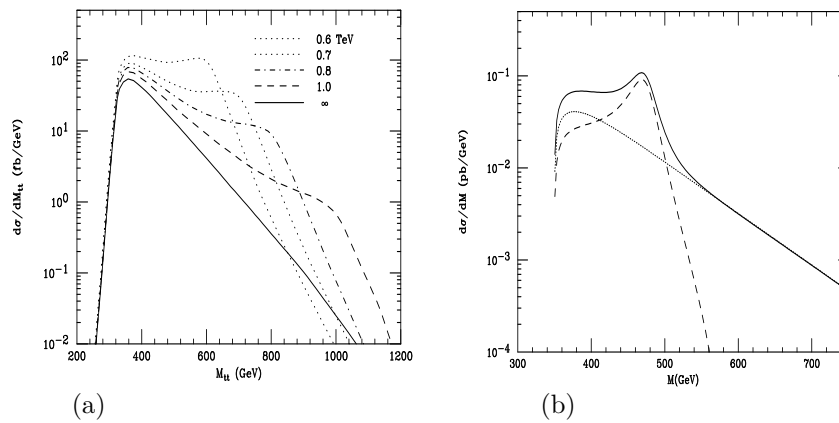 dσ/dM_tt (fb/GeV)
10²
10¹
10⁰
10⁻¹
10⁻²
0.6 TeV
0.7
0.8
1.0
∞
200 400 600 800 1000 1200
M_tt (GeV)
(a)
dσ/dM (pb/GeV)
10⁻¹
10⁻²
10⁻³
10⁻⁴
300 400 500 600 700
M(GeV)
(b)